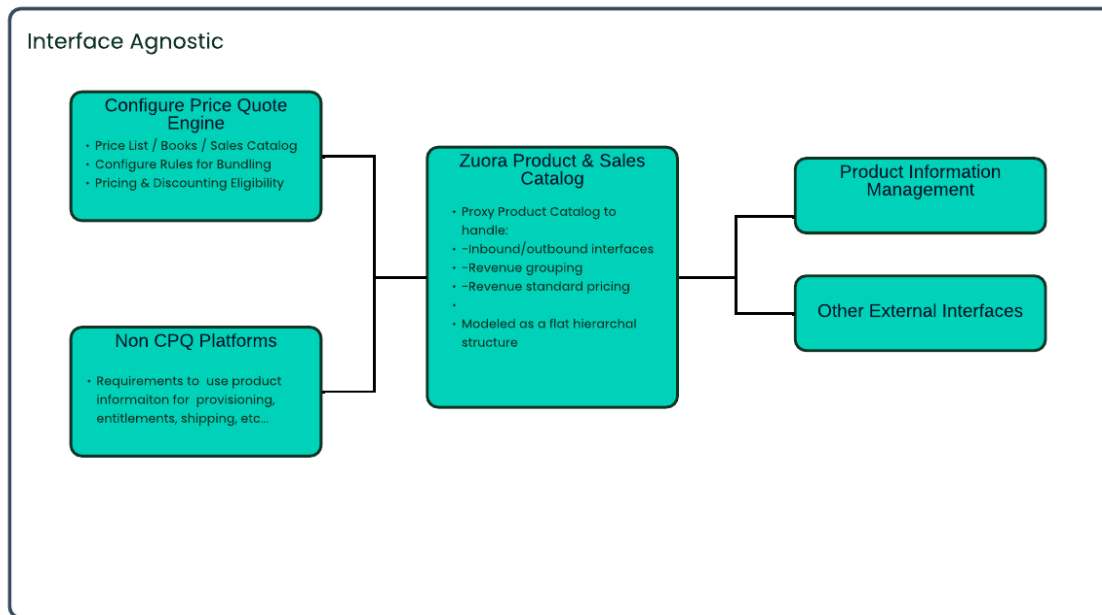 Interface Agnostic
Configure Price Quote
Engine
• Price List / Books / Sales Catalog
• Configure Rules for Bundling
• Pricing & Discounting Eligibility
Non CPQ Platforms
• Requirements to use product
informaiton for provisioning,
entitlements, shipping, etc...
Zuora Product & Sales
Catalog
• Proxy Product Catalog to
handle:
• -Inbound/outbound interfaces
• -Revenue grouping
• -Revenue standard pricing
•
• Modeled as a flat hierarchal
structure
Product Information
Management
Other External Interfaces